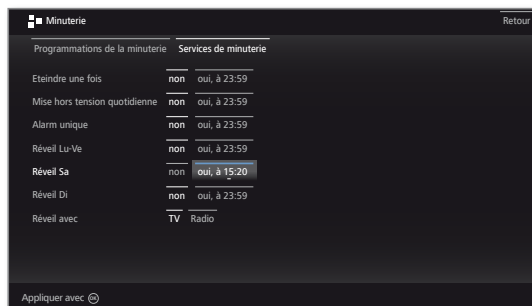 Minuterie Retour
Programmations de la minuterie Services de minuterie
Eteindre une fois non oui, à 23:59
Mise hors tension quotidienne non oui, à 23:59
Alarm unique non oui, à 23:59
Réveil Lu-Ve non oui, à 23:59
Réveil Sa non oui, à 15:20
Réveil Di non oui, à 23:59
Réveil avec TV Radio
Appliquer avec OK